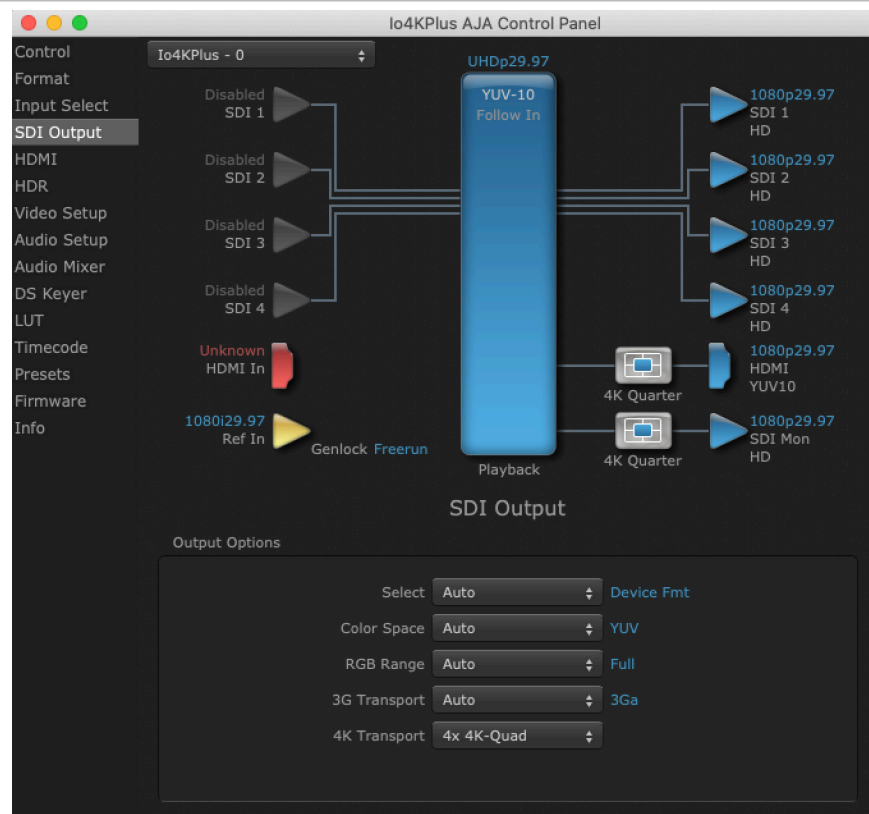 Io4KPlus AJA Control Panel
Control
Format
Input Select
SDI Output
HDMI
HDR
Video Setup
Audio Setup
Audio Mixer
DS Keyer
LUT
Timecode
Presets
Firmware
Info
Io4KPlus - 0
UHDp29.97
YUV-10
Follow In
Disabled
SDI 1
Disabled
SDI 2
Disabled
SDI 3
Disabled
SDI 4
Unknown
HDMI In
1080i29.97
Ref In
Genlock Freerun
Playback
1080p29.97
SDI 1
HD
1080p29.97
SDI 2
HD
1080p29.97
SDI 3
HD
1080p29.97
SDI 4
HD
4K Quarter
1080p29.97
HDMI
YUV10
4K Quarter
1080p29.97
SDI Mon
HD
SDI Output
Output Options
Select Auto Device Fmt
Color Space Auto YUV
RGB Range Auto Full
3G Transport Auto 3Ga
4K Transport 4x 4K-Quad